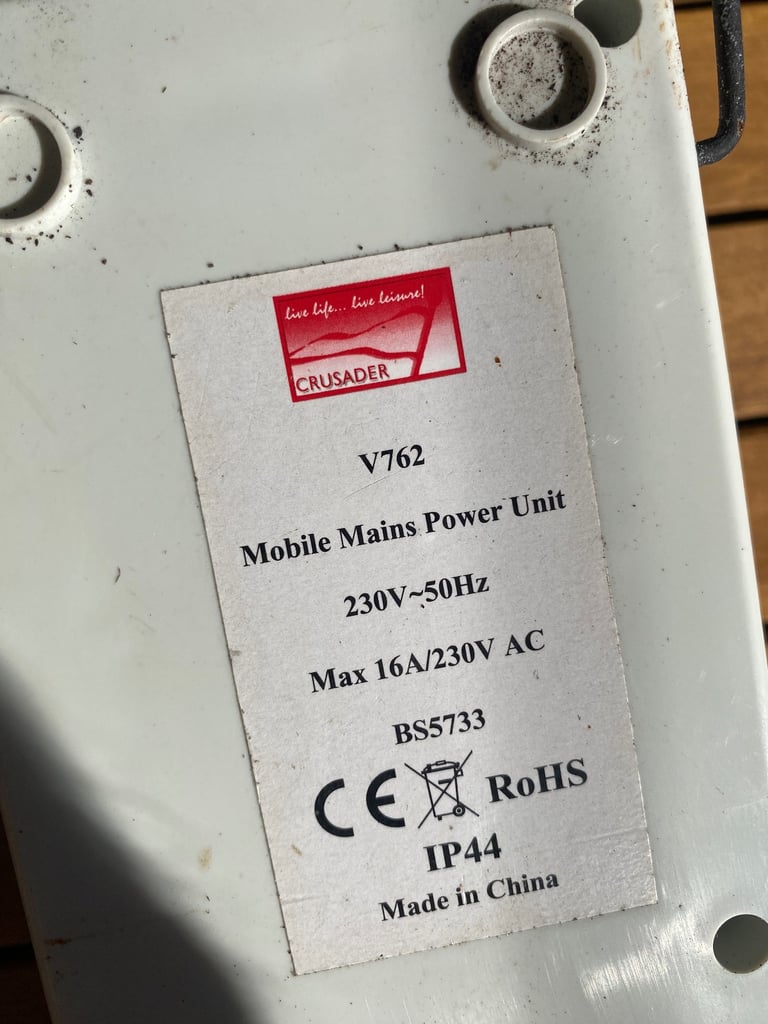 live life... live leisure!
CRUSADER
V762
Mobile Mains Power Unit
230V~50Hz
Max 16A/230V AC
BS5733
CE RoHS
IP44
Made in China